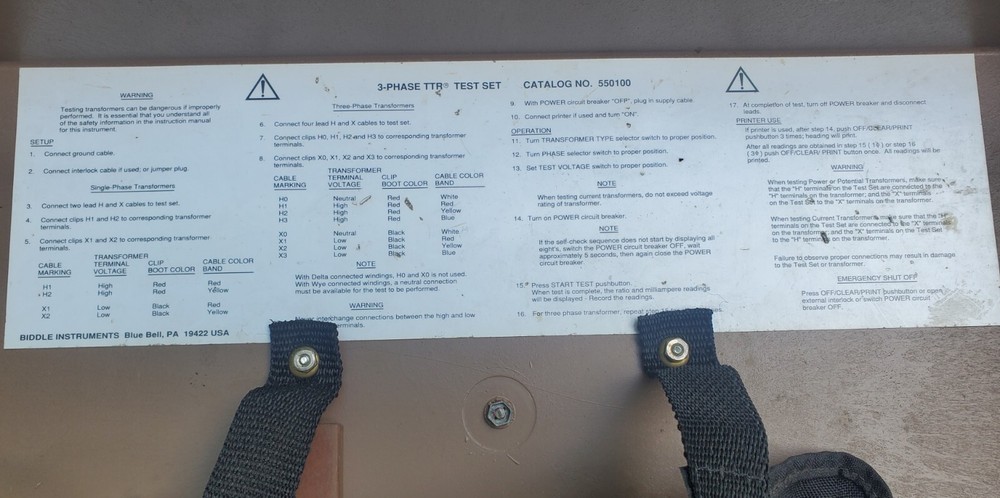 3-PHASE TTR® TEST SET CATALOG NO. 550100
WARNING
Testing transformers can be dangerous if improperly
performed. It is essential that you understand all
of the safety information in the instruction manual
for this instrument.
SETUP
1. Connect ground cable.
2. Connect interlock cable if used; or jumper plug.
Single-Phase Transformers
3. Connect two lead H and X cables to test set.
4. Connect clips H1 and H2 to corresponding transformer
terminals.
5. Connect clips X1 and X2 to corresponding transformer
terminals.
CABLE MARKING TRANSFORMER TERMINAL VOLTAGE CLIP BOOT COLOR CABLE COLOR BAND
H1 High Red Red
H2 High Red Yellow
X1 Low Black Red
X2 Low Black Yellow
BIDDLE INSTRUMENTS Blue Bell, PA 19422 USA
Three-Phase Transformers
6. Connect four lead H and X cables to test set.
7. Connect clips H0, H1, H2 and H3 to corresponding transformer
terminals.
8. Connect clips X0, X1, X2 and X3 to corresponding transformer
terminals.
CABLE MARKING TRANSFORMER TERMINAL VOLTAGE CLIP BOOT COLOR CABLE COLOR BAND
H0 Neutral Red White
H1 High Red Red
H2 High Red Yellow
H3 High Red Blue
X0 Neutral Black White
X1 Low Black Red
X2 Low Black Yellow
X3 Low Black Blue
NOTE
With Delta connected windings, H0 and X0 is not used.
With Wye connected windings, a neutral connection
must be available for the test to be performed.
WARNING
Never interchange connections between the high and low
terminals.
9. With POWER circuit breaker "OFF", plug in supply cable
10. Connect printer if used and turn "ON".
OPERATION
11. Turn TRANSFORMER TYPE selector switch to proper position.
12. Turn PHASE selector switch to proper position.
13. Set TEST VOLTAGE switch to proper position.
NOTE
When testing current transformers, do not exceed voltage
rating of transformer.
14. Turn on POWER circuit breaker.
NOTE
If the self-check sequence does not start by displaying all
eight's, switch the POWER circuit breaker OFF, wait
approximately 5 seconds, then again close the POWER
circuit breaker
15. Press START TEST pushbutton.
When test is complete, the ratio and milliampere readings
will be displayed - Record the readings.
16. For three phase transformer, repeat step
17. At completion of test, turn off POWER breaker and disconnect
leads.
PRINTER USE
If printer is used, after step 14, push OFF/CLEAR/PRINT
pushbutton 3 times; heading will print.
After all readings are obtained in step 15 (1ϕ) or step 16
(3ϕ) push OFF/CLEAR/ PRINT button once. All readings will be
printed.
WARNING
When testing Power or Potential Transformers, make sure
that the "H" terminals on the Test Set are connected to the
"H" terminals on the transformer, and the "X" terminals
on the Test Set to the "X" terminals on the transformer.
When testing Current Transformers, make sure that the "H"
terminals on the Test Set are connected to the "X" terminals
on the transformer, and the "X" terminals on the Test Set
to the "H" terminals on the transformer.
Failure to observe proper connections may result in damage
to the Test Set or transformer.
EMERGENCY SHUT OFF
Press OFF/CLEAR/PRINT pushbutton or open
external interlock or switch POWER circuit
breaker OFF.